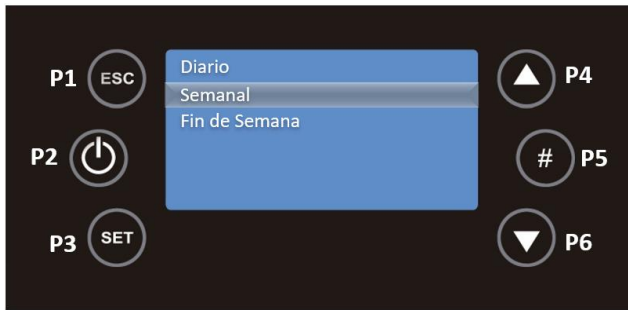 P1 ESC
Diario
Semanal
Fin de Semana
P4
P2
# P5
P3 SET
P6